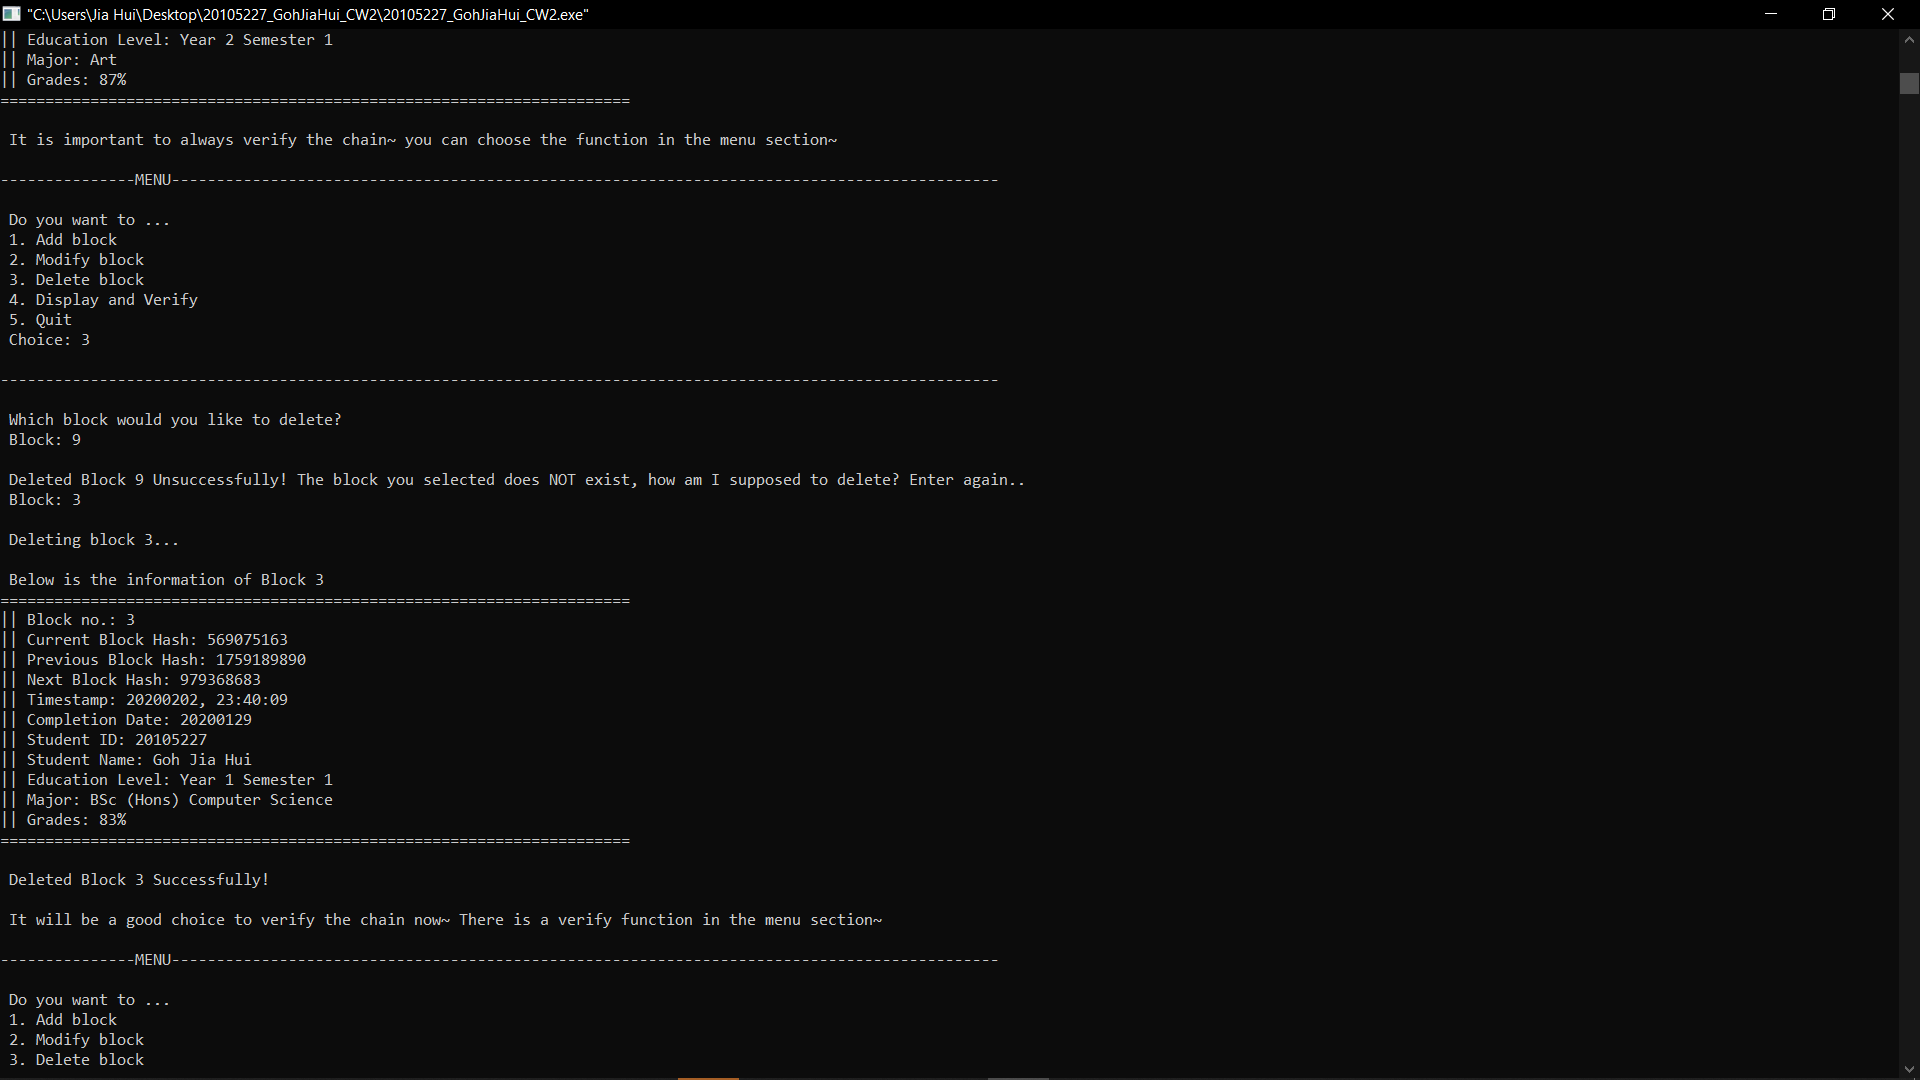 "C:\Users\Jia Hui\Desktop\20105227_GohJiaHui_CW2\20105227_GohJiaHui_CW2.exe"
|| Education Level: Year 2 Semester 1
|| Major: Art
|| Grades: 87%
======================================================================
It is important to always verify the chain~ you can choose the function in the menu section~
---------------MENU--------------------------------------------------------------------------------------------
Do you want to ...
1. Add block
2. Modify block
3. Delete block
4. Display and Verify
5. Quit
Choice: 3
---------------------------------------------------------------------------------------------------------------
Which block would you like to delete?
Block: 9
Deleted Block 9 Unsuccessfully! The block you selected does NOT exist, how am I supposed to delete? Enter again..
Block: 3
Deleting block 3...
Below is the information of Block 3
======================================================================
|| Block no.: 3
|| Current Block Hash: 569075163
|| Previous Block Hash: 1759189890
|| Next Block Hash: 979368683
|| Timestamp: 20200202, 23:40:09
|| Completion Date: 20200129
|| Student ID: 20105227
|| Student Name: Goh Jia Hui
|| Education Level: Year 1 Semester 1
|| Major: BSc (Hons) Computer Science
|| Grades: 83%
======================================================================
Deleted Block 3 Successfully!
It will be a good choice to verify the chain now~ There is a verify function in the menu section~
---------------MENU--------------------------------------------------------------------------------------------
Do you want to ...
1. Add block
2. Modify block
3. Delete block